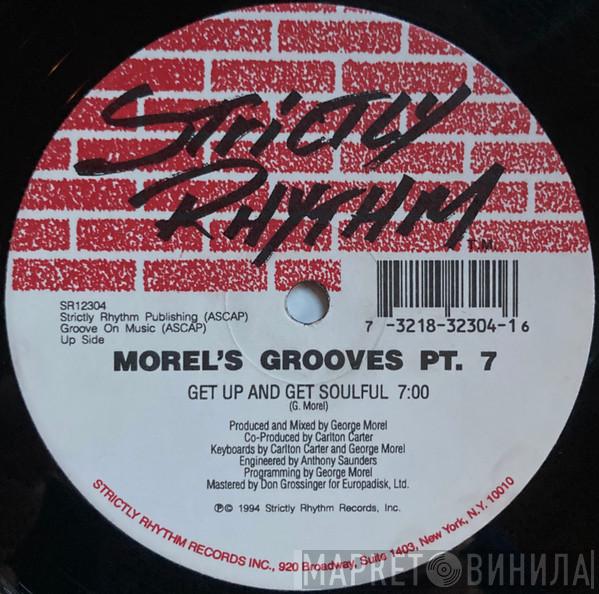 STRICTLY
RHYTHM
T.M.
SR12304
Strictly Rhythm Publishing (ASCAP)
Groove On Music (ASCAP)
Up Side
7 -3218-32304-1 6
MOREL'S GROOVES PT. 7
GET UP AND GET SOULFUL 7:00
(G. Morel)
Produced and Mixed by George Morel
Co-Produced by Carlton Carter
Keyboards by Carlton Carter and George Morel
Engineered by Anthony Saunders
Programming by George Morel
Mastered by Don Grossinger for Europadisk, Ltd.
℗© 1994 Strictly Rhythm Records, Inc.
STRICTLY RHYTHM RECORDS INC., 920 Broadway, Suite 1403, New York, N.Y. 10010
МАРКЕТ ВИНИЛА